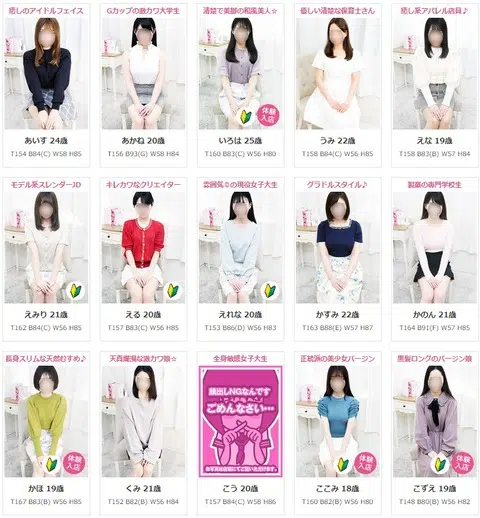 癒しのアイドルフェイス
Gカップの激カワ大学生
清楚で美脚の和風美人☆
優しい清楚な保育士さん
癒し系アパレル店員♪
体験
入店
あいす 24歳
あかね 20歳
いろは 25歳
うみ 22歳
えな 19歳
T154 B84(C) W58 H85
T156 B93(G) W58 H84
T160 B83(C) W56 H80
T158 B84(C) W56 H85
T158 B83(B) W57 H84
モデル系スレンダーJD
キレカワなクリエイター
雰囲気◎の現役女子大生
グラドルスタイル♪
製菓の専門学校生
えみり 21歳
える 20歳
えれな 20歳
かすみ 22歳
かのん 21歳
T162 B84(C) W56 H85
T157 B83(C) W56 H85
T153 B86(D) W56 H83
T163 B88(E) W57 H87
T164 B91(F) W57 H85
長身スリムな天然むすめ♪
天真爛漫な激カワ娘☆
全身敏感女子大生
正統派の美少女バージン
黒髪ロングのバージン娘
顔出しNGなんです
ごめんなさい…
体験
入店
体験
入店
体験
入店
かほ 19歳
くみ 21歳
こう 20歳
ここみ 18歳
こずえ 19歳
T167 B83(B) W56 H85
T152 B82(B) W56 H84
T157 B84(C) W58 H86
T160 B82(B) W56 H80
T148 B80(B) W56 H82